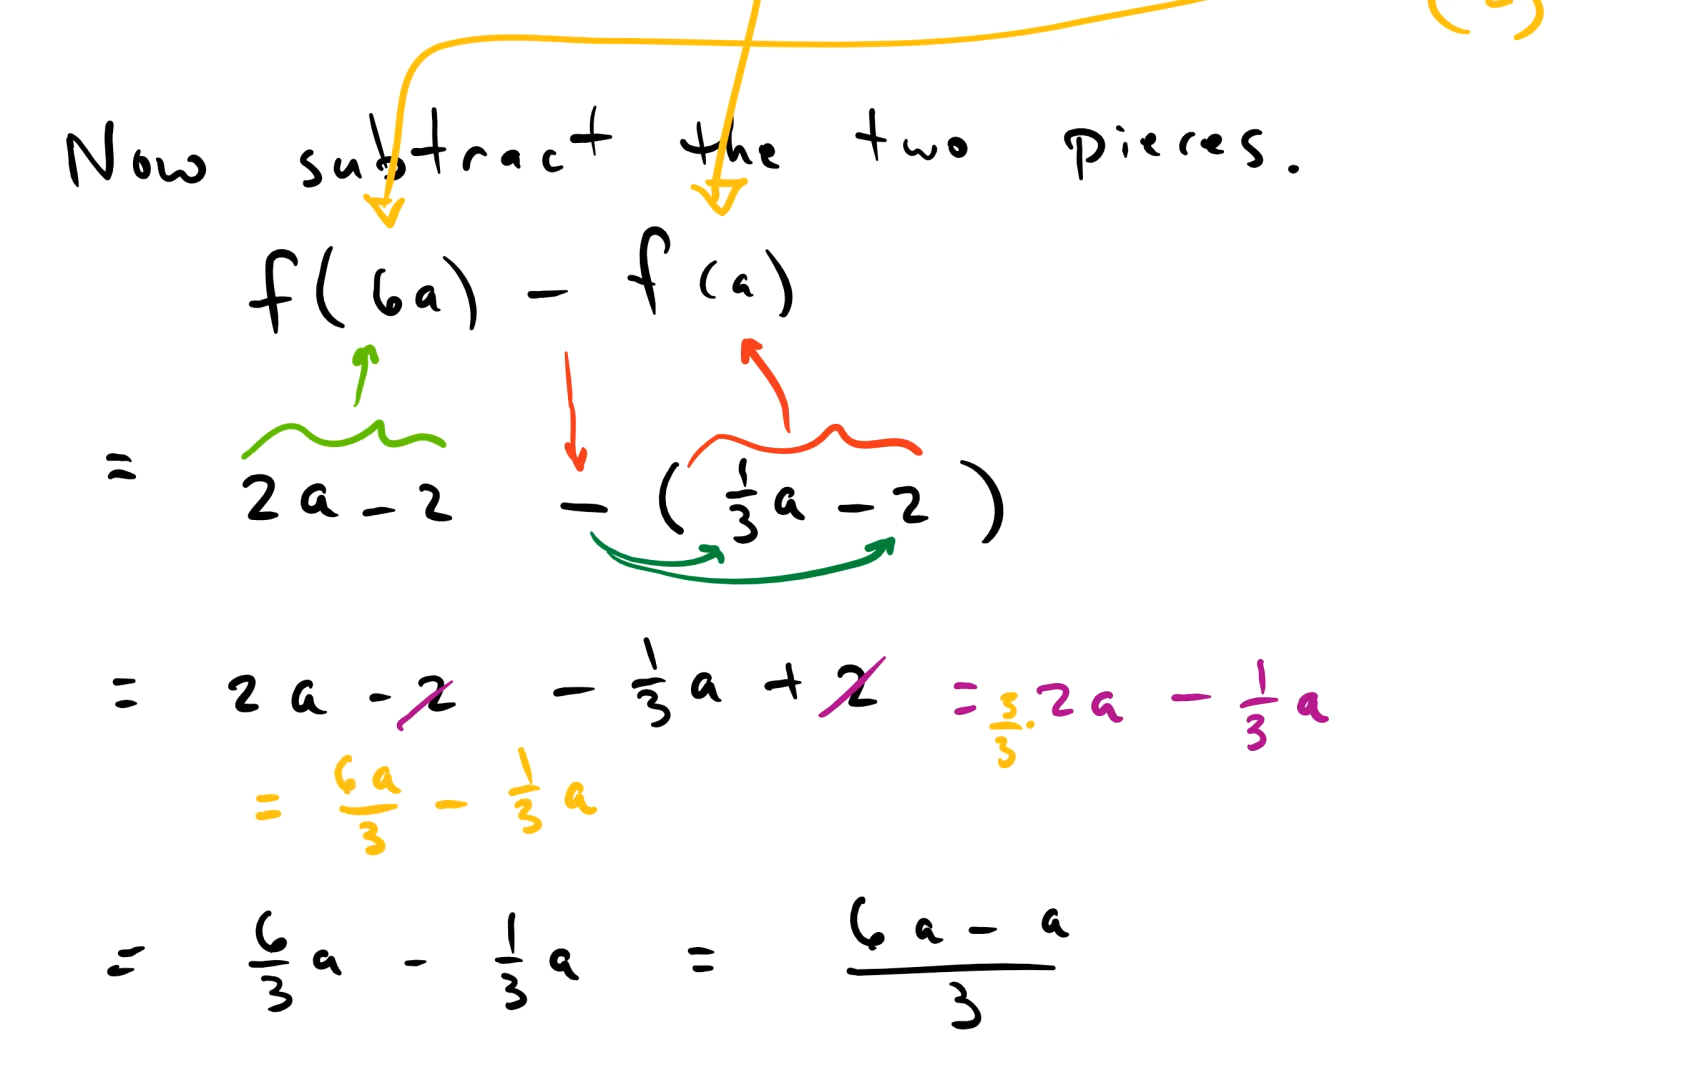 Now subtract the two pieces.
f(6a) - f(a)
= 2a - 2 - (1/3 a - 2)
= 2a - 2 - 1/3 a + 2 = 3/3 · 2a - 1/3 a
= 6a/3 - 1/3 a
= 6/3 a - 1/3 a = (6a - a)/3